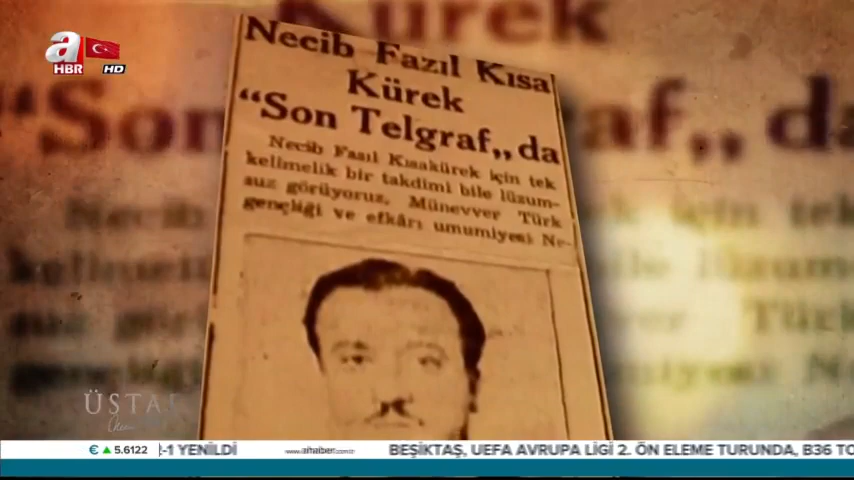 a
HBR
HD
Necib Fazıl Kısa
Kürek
“Son Telgraf„ da
Necib Fasıl Kısakürek için tek
kelimelik bir takdimi bile lüzum-
suz görüyoruz, Münevver Türk
gençliği ve efkârı umumiyesi Ne-
ÜSTAD
€ ▲ 5.6122
-1 YENİLDİ
www.ahaber.com.tr
BEŞİKTAŞ, UEFA AVRUPA LİGİ 2. ÖN ELEME TURUNDA, B36 TO